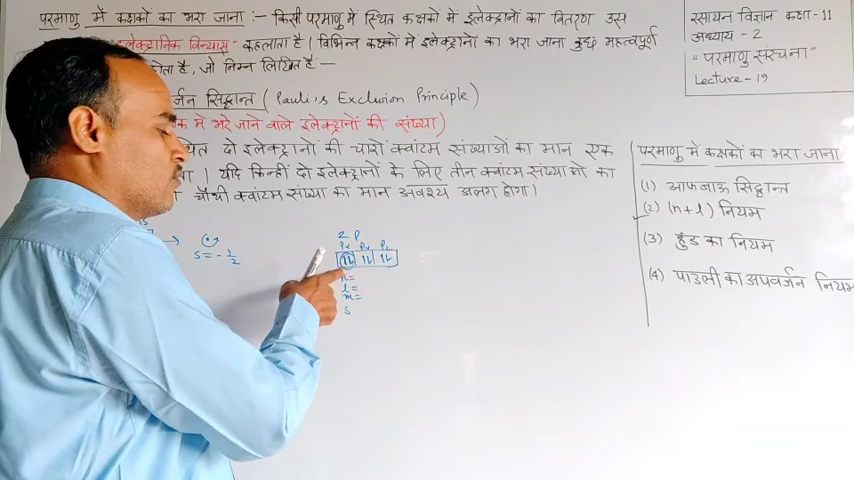 परमाणु में कक्षकों का भरा जाना :- किसी परमाणु में स्थित कक्षकों में इलेक्ट्रानों का वितरण उस
इलेक्ट्रानिक विन्यास" कहलाता है। विभिन्न कक्षकों में इलेक्ट्रानो का भरा जाना कुछ महत्वपूर्ण
होता है, जो निम्न लिखित है:—
सिद्धान्त (Pauli's Exclusion Principle)
मे भरे जाने वाले इलेक्ट्रानों की संख्या)
दो इलेक्ट्रानों की चारों क्वांटम संख्याओं का मान एक
। यदि किन्हीं दो इलेक्ट्रानों के लिए तीन क्वांटम संख्याओ का
चौथी क्वांटम संख्या का मान अवश्य अलग होगा।
s = - 1/2
2 p
n=
l=
m=
s
रसायन विज्ञान कक्षा-11
अध्याय - 2
"परमाणु संरचना"
Lecture-19
परमाणु में कक्षकों का भरा जाना
(1) आफबाऊ सिद्धान्त
(2) (n+l) नियम
(3) हुंड का नियम
(4) पाउली का अपवर्जन नियम